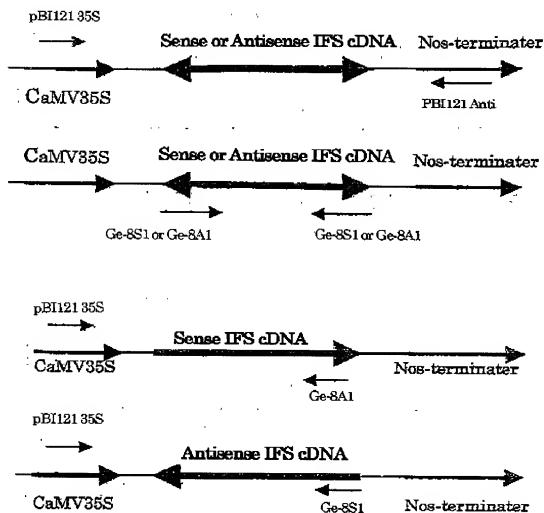 pBI121 35S
Sense or Antisense IFS cDNA
Nos-terminater
CaMV35S
PBI121 Anti
CaMV35S
Sense or Antisense IFS cDNA
Nos-terminater
Ge-8S1 or Ge-8A1
Ge-8S1 or Ge-8A1
pBI121 35S
Sense IFS cDNA
CaMV35S
Nos-terminater
Ge-8A1
pBI121 35S
Antisense IFS cDNA
CaMV35S
Ge-8S1
Nos-terminater